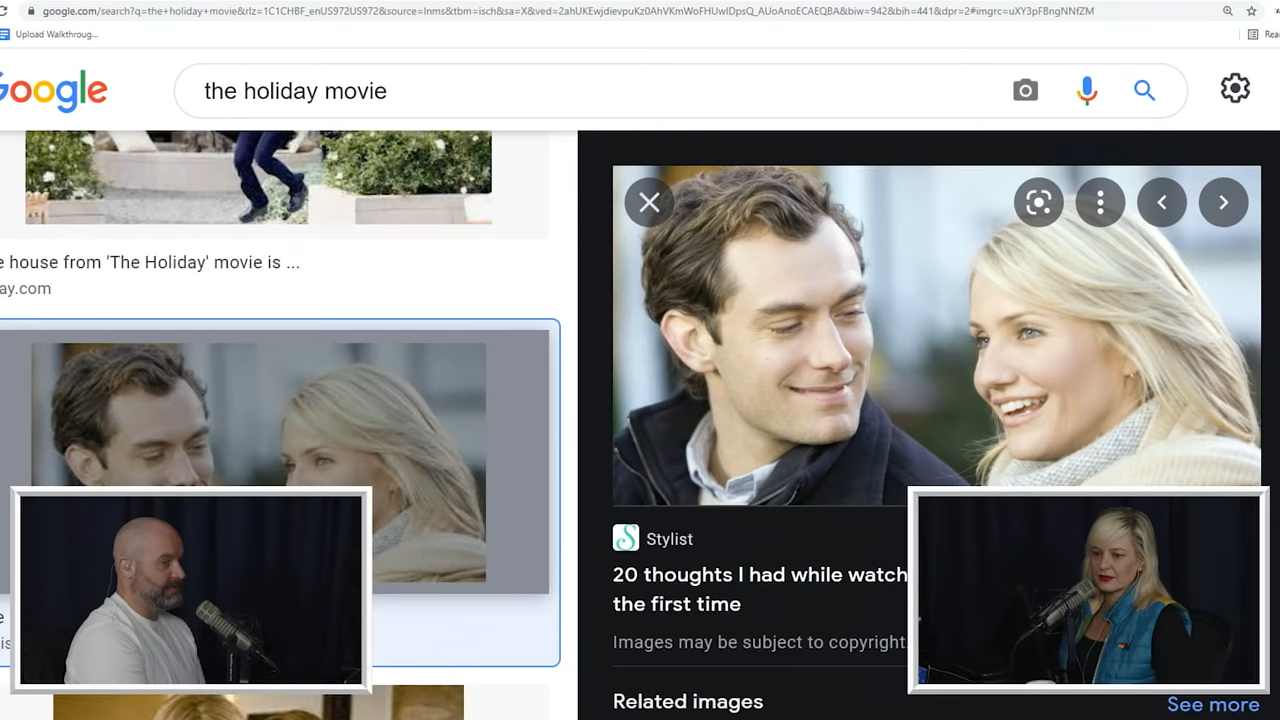 google.com/search?q=the+holiday+movie&rlz=1C1CHBF_enUS972US972&source=lnms&tbm=isch&sa=X&ved=2ahUKEwjdievpuKz0AhVKmWoFHUwIDpsQ_AUoAnoECAEQBA&biw=942&bih=441&dpr=2#imgrc=uXY3pFBngNNfZM
Upload Walkthroug...
Rea
Google
the holiday movie
e house from 'The Holiday' movie is ...
ay.com
Stylist
20 thoughts I had while watch
the first time
Images may be subject to copyright.
Related images
See more